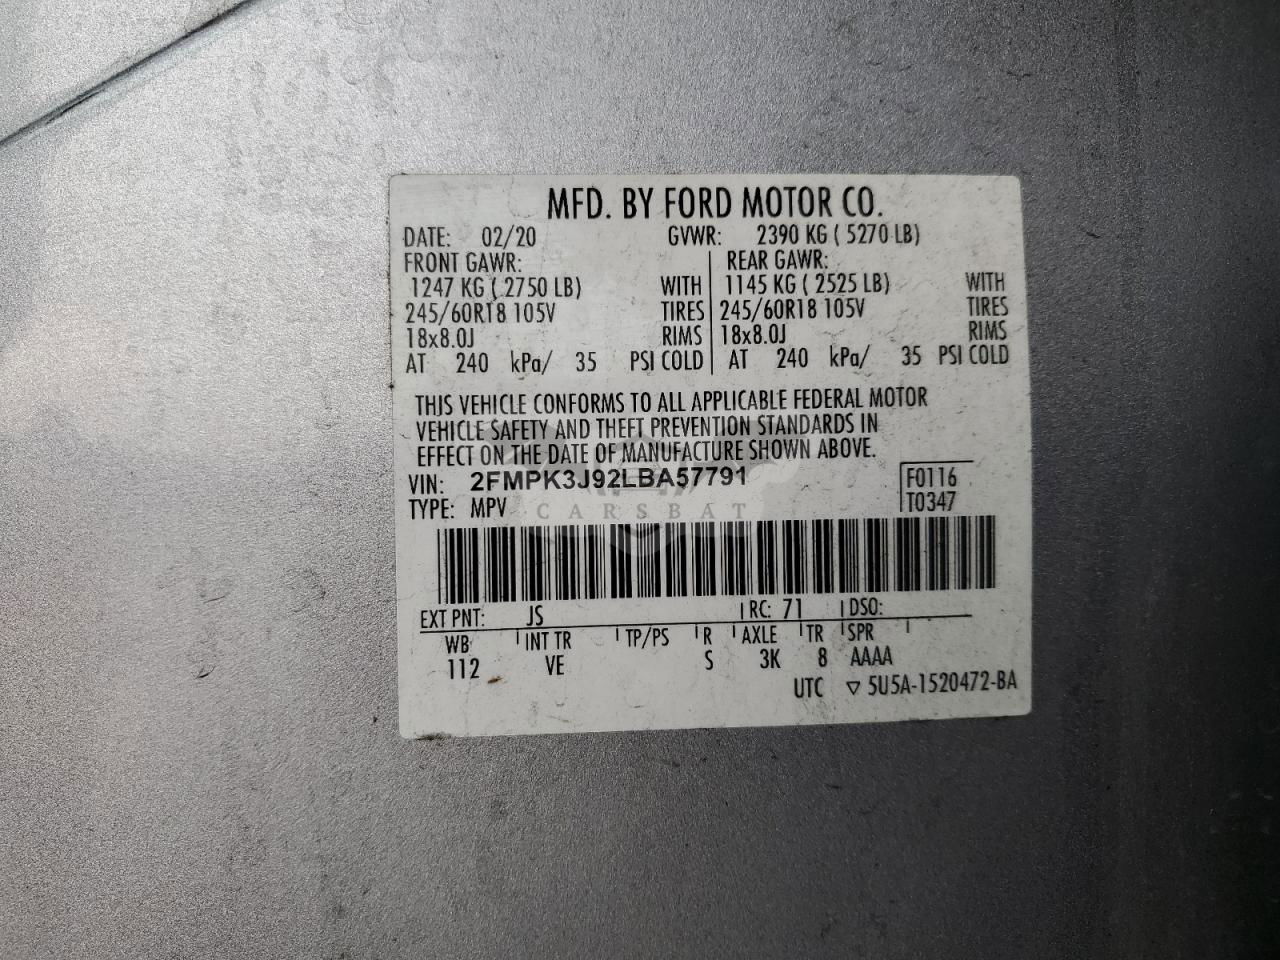 MFD. BY FORD MOTOR CO.
DATE: 02/20 GVWR: 2390 KG ( 5270 LB)
FRONT GAWR: REAR GAWR:
1247 KG ( 2750 LB) WITH 1145 KG ( 2525 LB) WITH
245/60R18 105V TIRES 245/60R18 105V TIRES
18x8.0J RIMS 18x8.0J RIMS
AT 240 kPa/ 35 PSI COLD AT 240 kPa/ 35 PSI COLD
THIS VEHICLE CONFORMS TO ALL APPLICABLE FEDERAL MOTOR
VEHICLE SAFETY AND THEFT PREVENTION STANDARDS IN
EFFECT ON THE DATE OF MANUFACTURE SHOWN ABOVE.
VIN: 2FMPK3J92LBA57791 F0116
TYPE: MPV T0347
CARSBAT
EXT PNT: JS RC: 71 DSO:
WB INT TR TP/PS R AXLE TR SPR
112 VE S 3K 8 AAAA
UTC ▽ 5U5A-1520472-BA